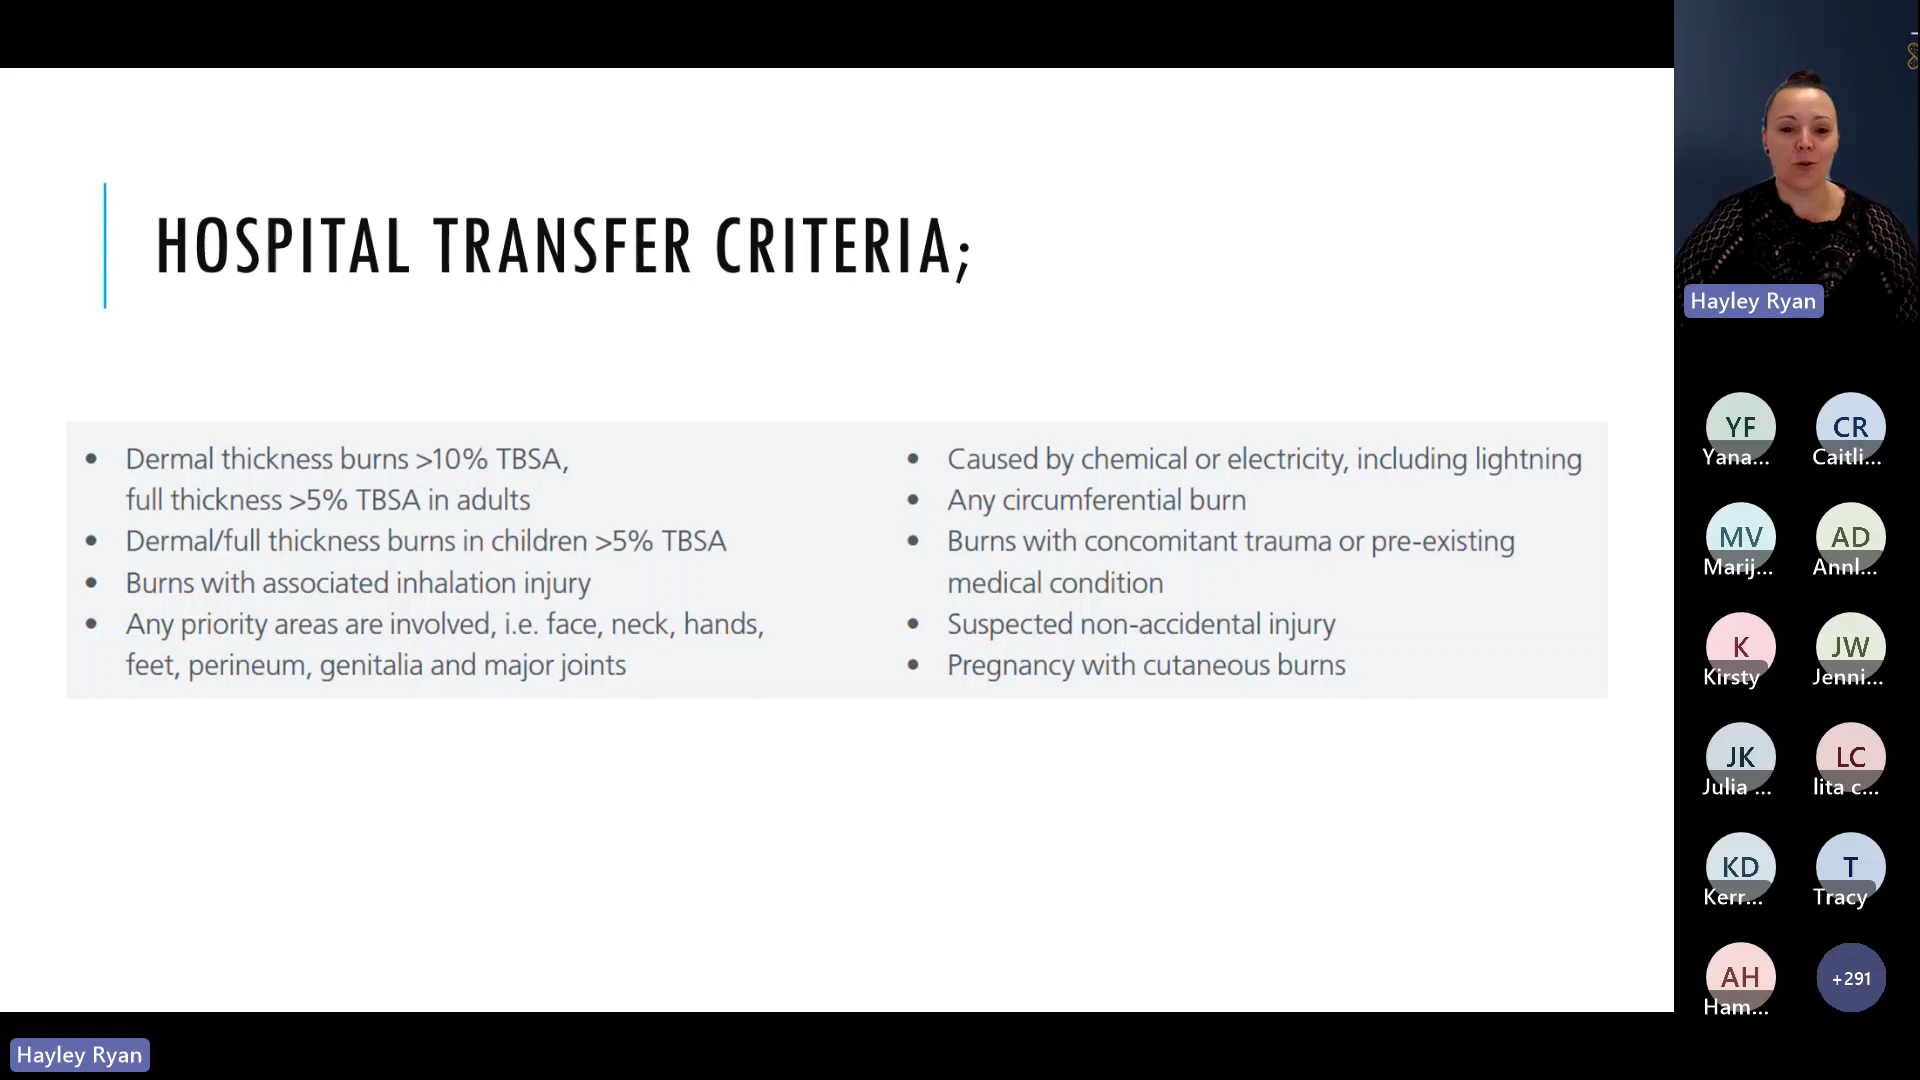 HOSPITAL TRANSFER CRITERIA;
• Dermal thickness burns >10% TBSA,
full thickness >5% TBSA in adults
• Dermal/full thickness burns in children >5% TBSA
• Burns with associated inhalation injury
• Any priority areas are involved, i.e. face, neck, hands,
feet, perineum, genitalia and major joints
• Caused by chemical or electricity, including lightning
• Any circumferential burn
• Burns with concomitant trauma or pre-existing
medical condition
• Suspected non-accidental injury
• Pregnancy with cutaneous burns
Hayley Ryan
YF
Yana...
CR
Caitli...
MV
Marij...
AD
Annl...
K
Kirsty
JW
Jenni...
JK
Julia ...
LC
lita c...
KD
Kerr...
T
Tracy
AH
Ham...
+291
Hayley Ryan